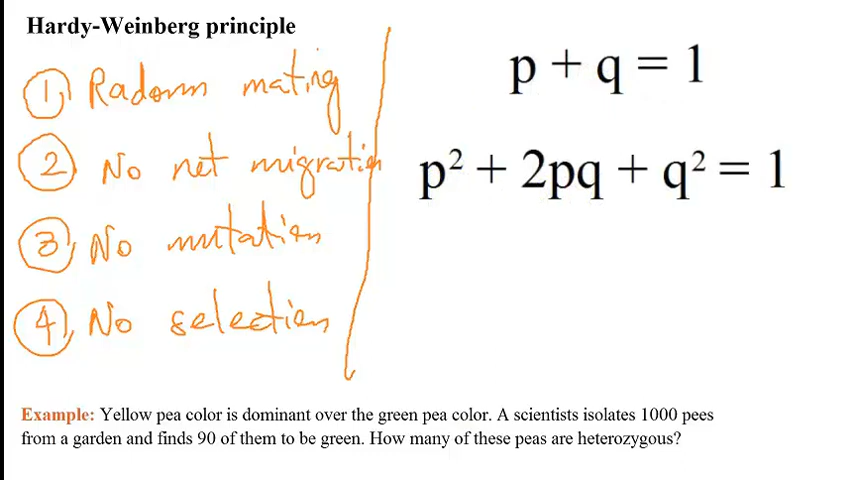 Hardy-Weinberg principle
1, Radomm mating
2 No net migration
3, No mutation
4, No selection
p + q = 1
p² + 2pq + q² = 1
Example: Yellow pea color is dominant over the green pea color. A scientists isolates 1000 pees
from a garden and finds 90 of them to be green. How many of these peas are heterozygous?